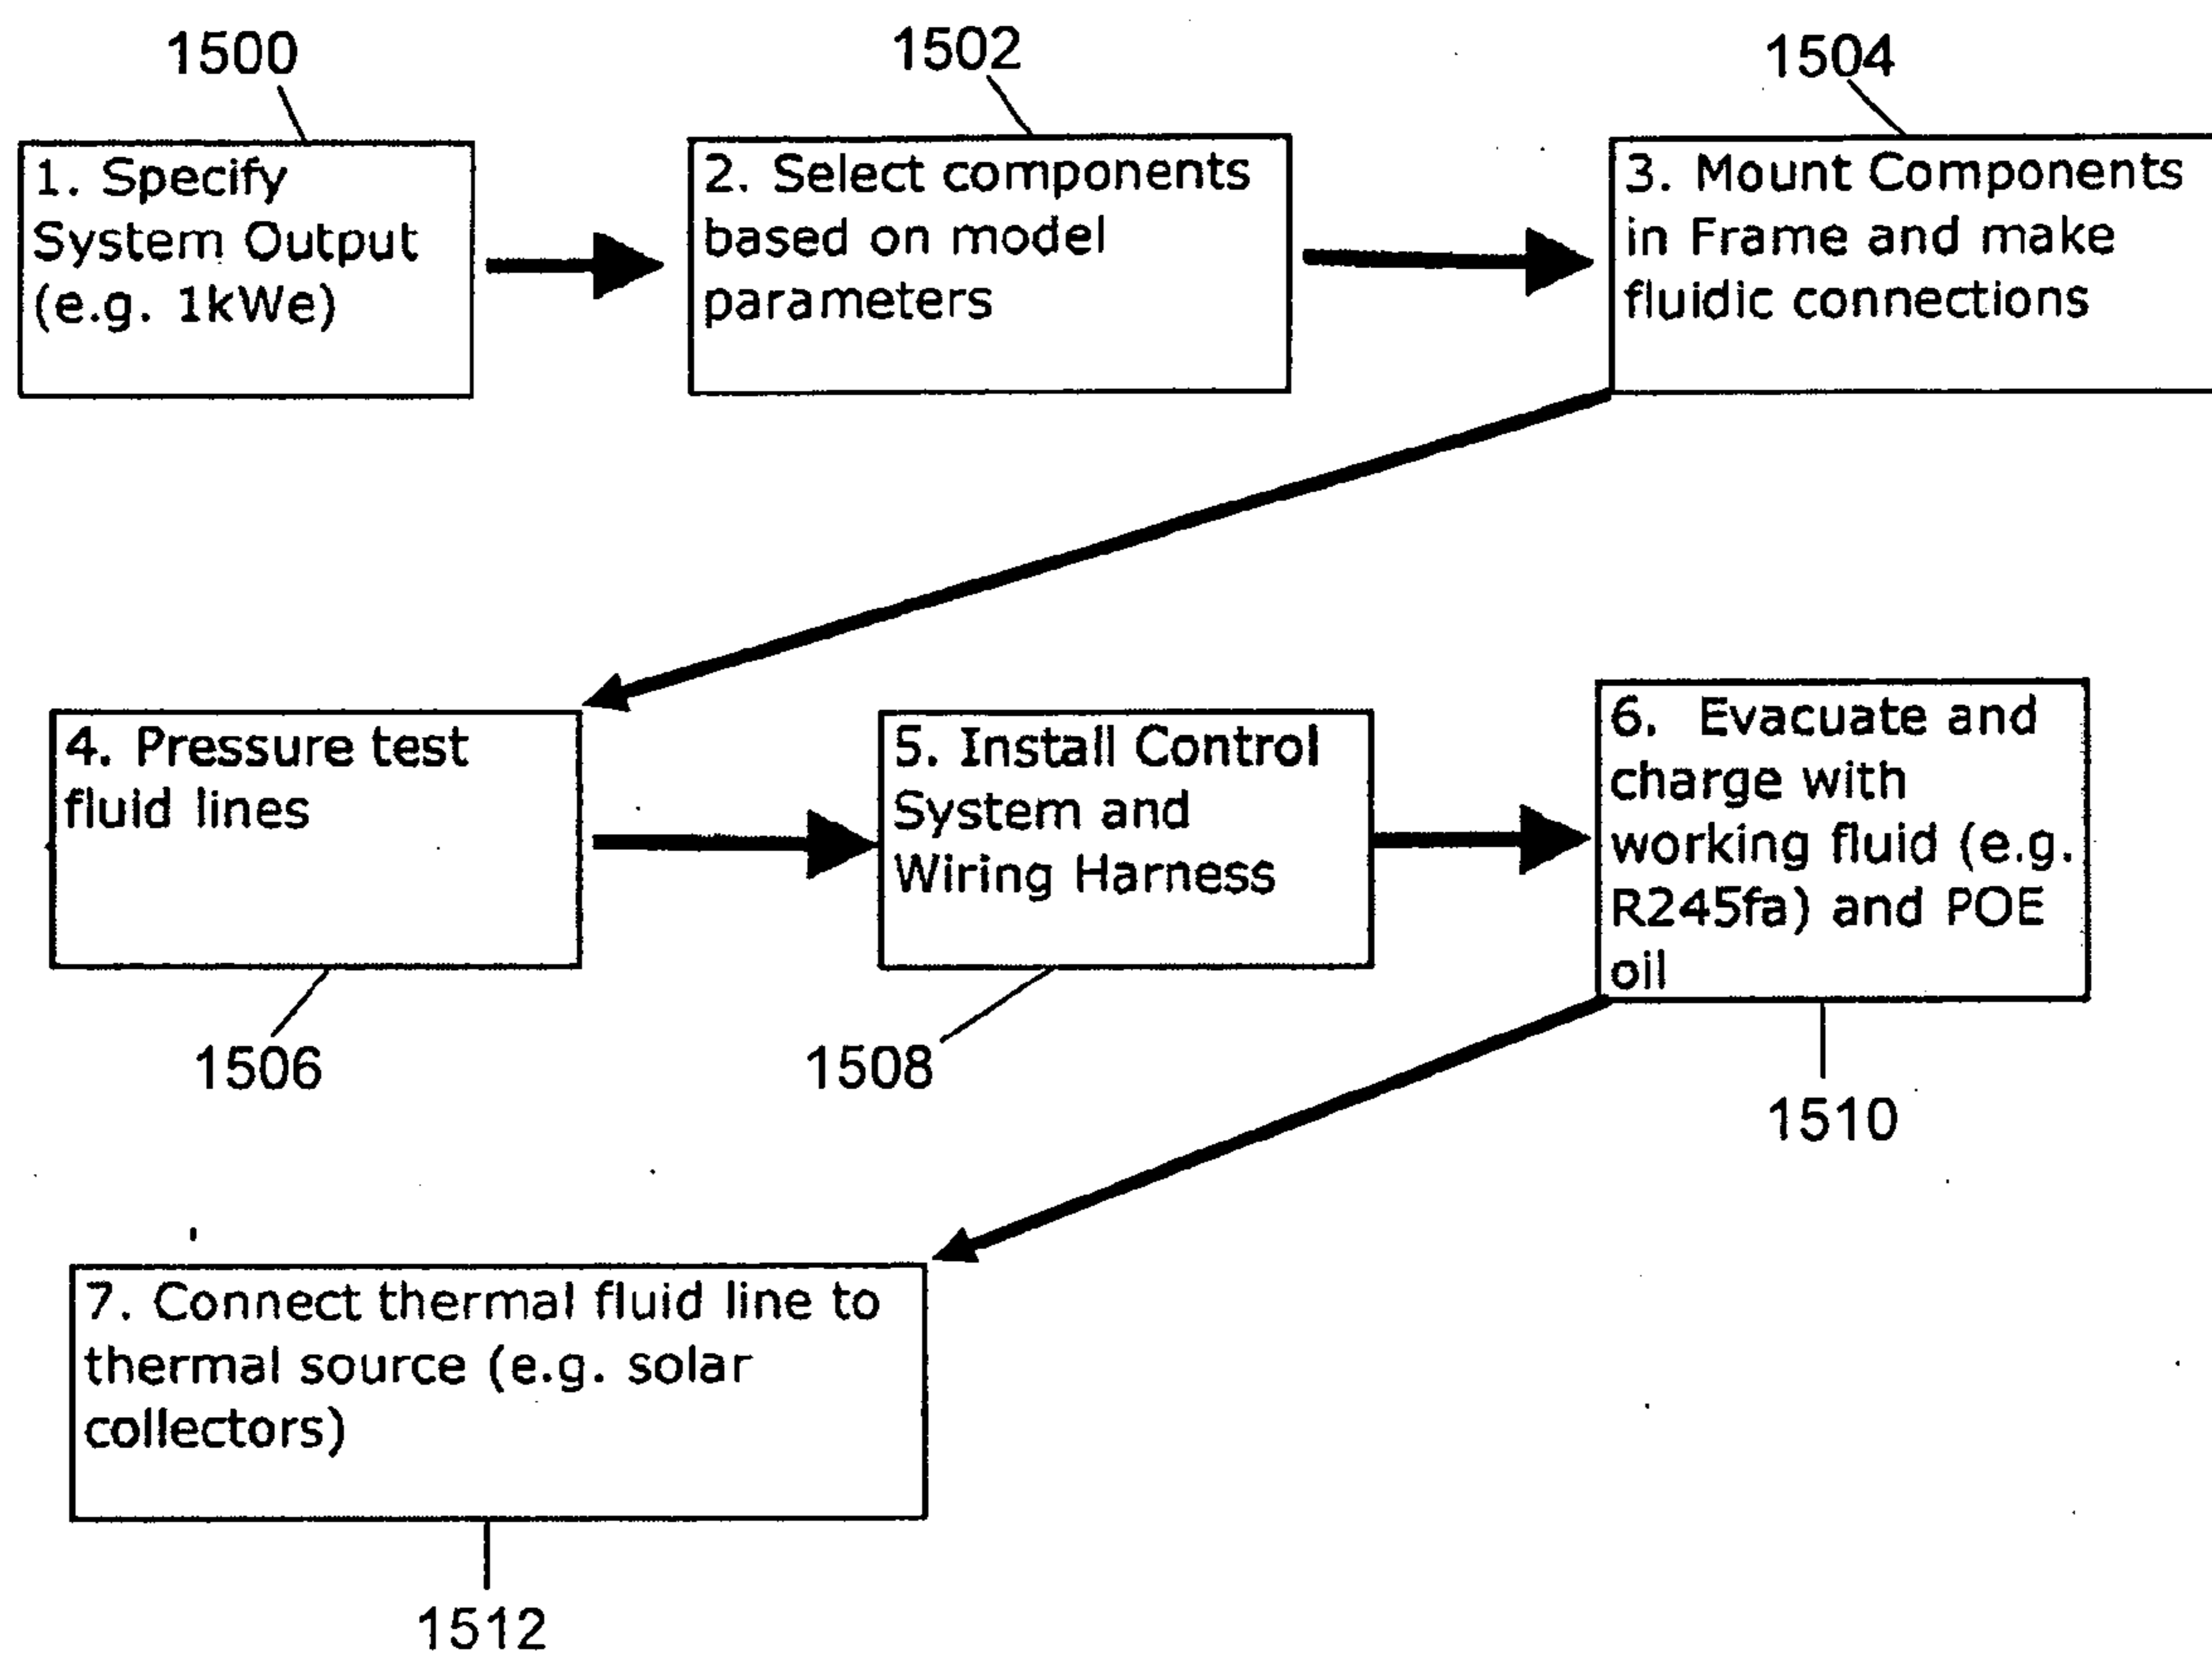 1500
1502
1504
1. Specify
System Output
(e.g. 1kWe)
2. Select components
based on model
parameters
3. Mount Components
in Frame and make
fluidic connections
4. Pressure test
fluid lines
5. Install Control
System and
Wiring Harness
6. Evacuate and
charge with
working fluid (e.g.
R245fa) and POE
oil
1506
1508
1510
7. Connect thermal fluid line to
thermal source (e.g. solar
collectors)
1512